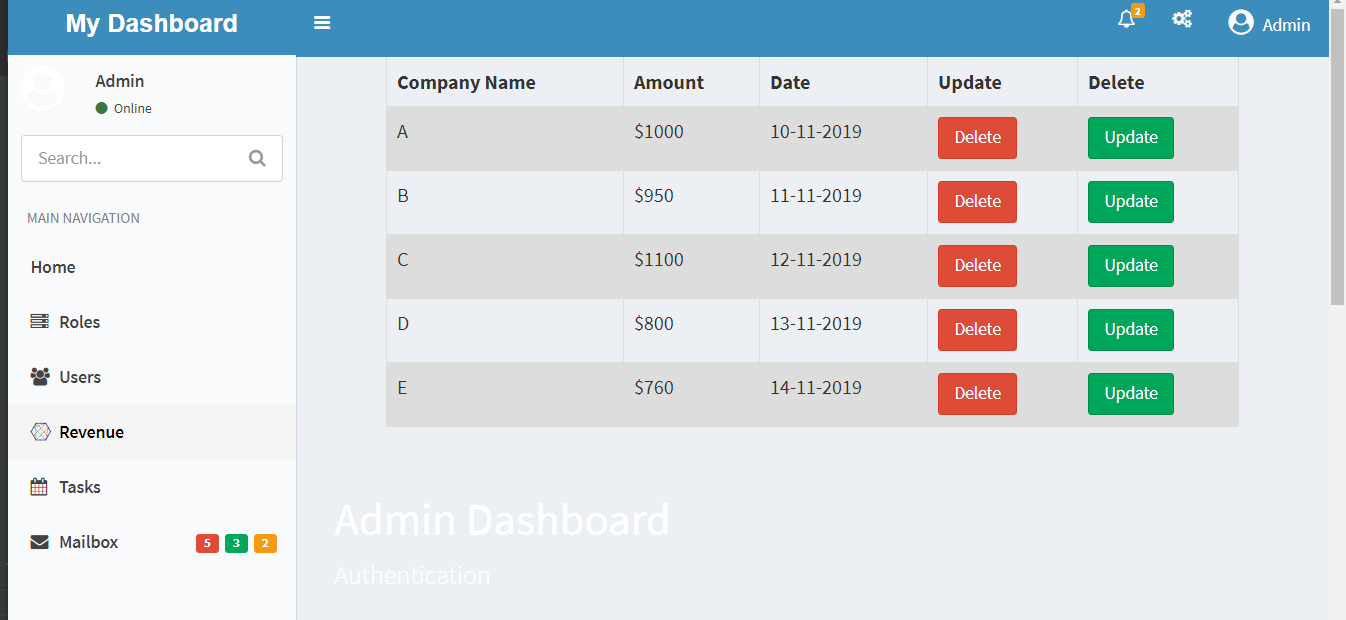 My Dashboard
2
Admin
Admin
Online
Search...
MAIN NAVIGATION
Home
Roles
Users
Revenue
Tasks
Mailbox 5 3 2
Company Name Amount Date Update Delete
A $1000 10-11-2019 Delete Update
B $950 11-11-2019 Delete Update
C $1100 12-11-2019 Delete Update
D $800 13-11-2019 Delete Update
E $760 14-11-2019 Delete Update
Admin Dashboard
Authentication